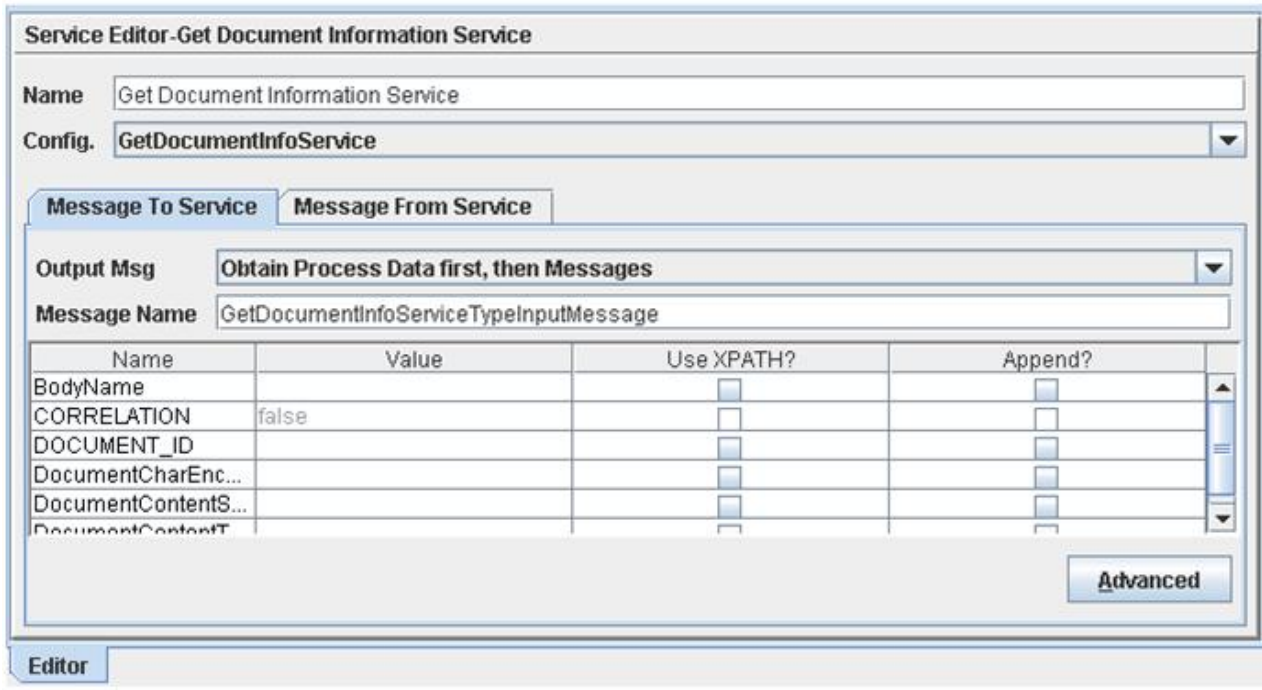 Service Editor-Get Document Information Service
Name Get Document Information Service
Config. GetDocumentInfoService
Message To Service Message From Service
Output Msg Obtain Process Data first, then Messages
Message Name GetDocumentInfoServiceTypeInputMessage
Name Value Use XPATH? Append?
BodyName
CORRELATION false
DOCUMENT_ID
DocumentCharEnc...
DocumentContentS...
DocumentContentT
Advanced
Editor